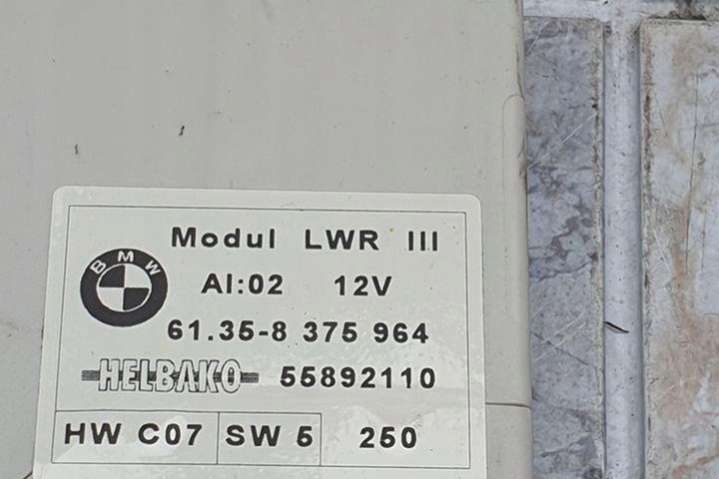 Modul LWR III
BMW
AI:02 12V
61.35-8 375 964
HELBAKO 55892110
HW C07 SW 5 250